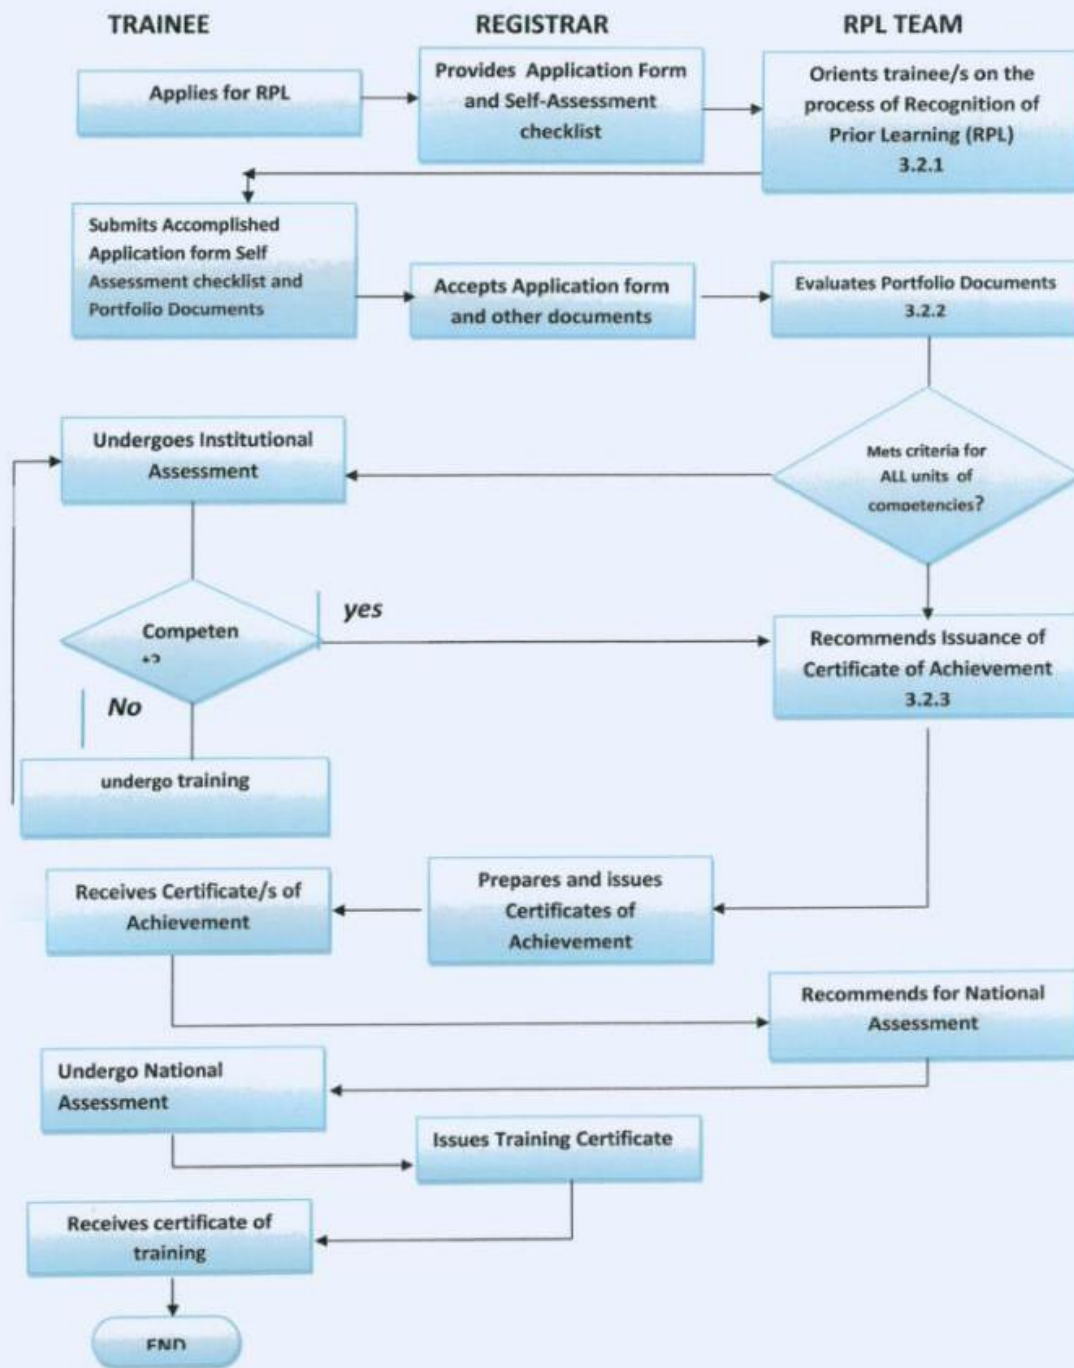 TRAINEE
REGISTRAR
RPL TEAM
Applies for RPL
Provides Application Form
and Self-Assessment
checklist
Orients trainee/s on the
process of Recognition of
Prior Learning (RPL)
3.2.1
Submits Accomplished
Application form Self
Assessment checklist and
Portfolio Documents
Accepts Application form
and other documents
Evaluates Portfolio Documents
3.2.2
Undergoes Institutional
Assessment
Mets criteria for
ALL units of
competencies?
Competen
t?
yes
No
Recommends Issuance of
Certificate of Achievement
3.2.3
undergo training
Receives Certificate/s of
Achievement
Prepares and issues
Certificates of
Achievement
Recommends for National
Assessment
Undergo National
Assessment
Issues Training Certificate
Receives certificate of
training
END